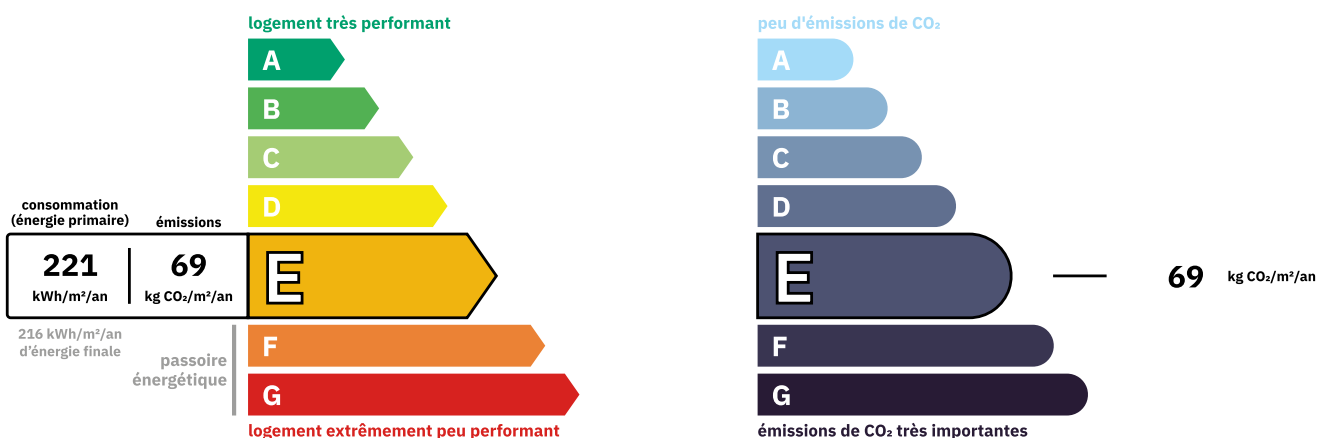 logement très performant
A
B
C
D
consommation
(énergie primaire)
émissions
221
kWh/m²/an
69
kg CO₂/m²/an
E
216 kWh/m²/an
d'énergie finale
passoire
énergétique
F
G
logement extrêmement peu performant
peu d'émissions de CO₂
A
B
C
D
E
69 kg CO₂/m²/an
F
G
émissions de CO₂ très importantes